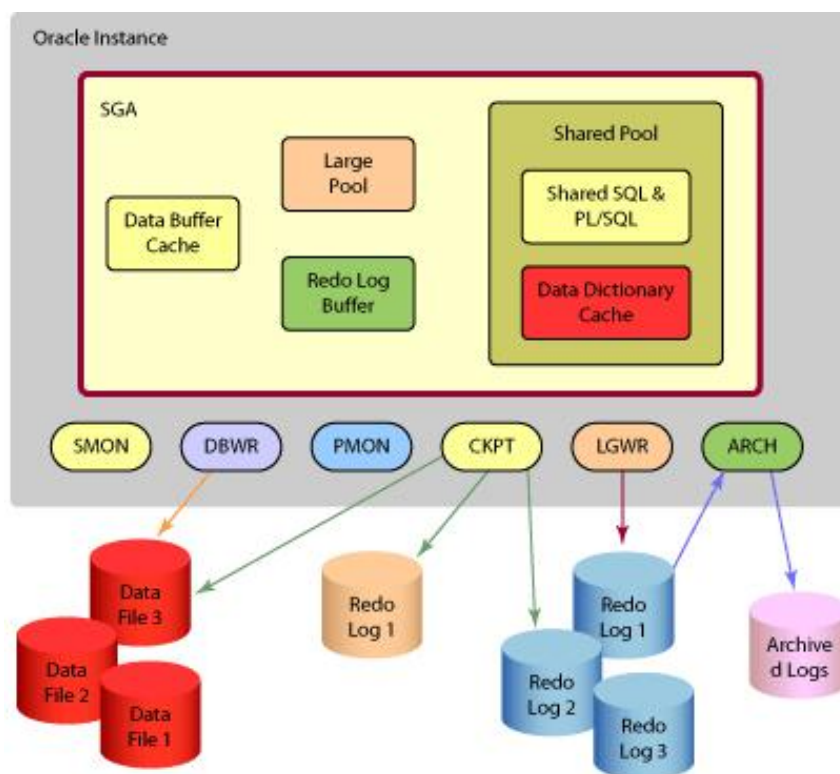 Oracle Instance
SGA
Data Buffer
Cache
Large
Pool
Redo Log
Buffer
Shared Pool
Shared SQL &
PL/SQL
Data Dictionary
Cache
SMON
DBWR
PMON
CKPT
LGWR
ARCH
Data
File 3
Data
File 2
Data
File 1
Redo
Log 1
Redo
Log 1
Redo
Log 2
Redo
Log 3
Archive
d Logs